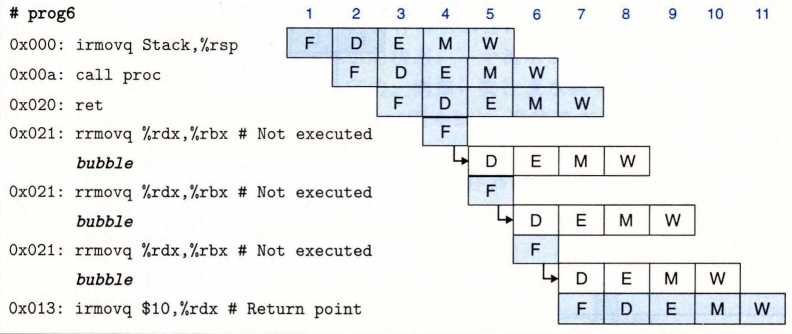 # prog6 1 2 3 4 5 6 7 8 9 10 11
0x000: irmovq Stack,%rsp F D E M W
0x00a: call proc F D E M W
0x020: ret F D E M W
0x021: rrmovq %rdx,%rbx # Not executed F
bubble D E M W
0x021: rrmovq %rdx,%rbx # Not executed F
bubble D E M W
0x021: rrmovq %rdx,%rbx # Not executed F
bubble D E M W
0x013: irmovq $10,%rdx # Return point F D E M W